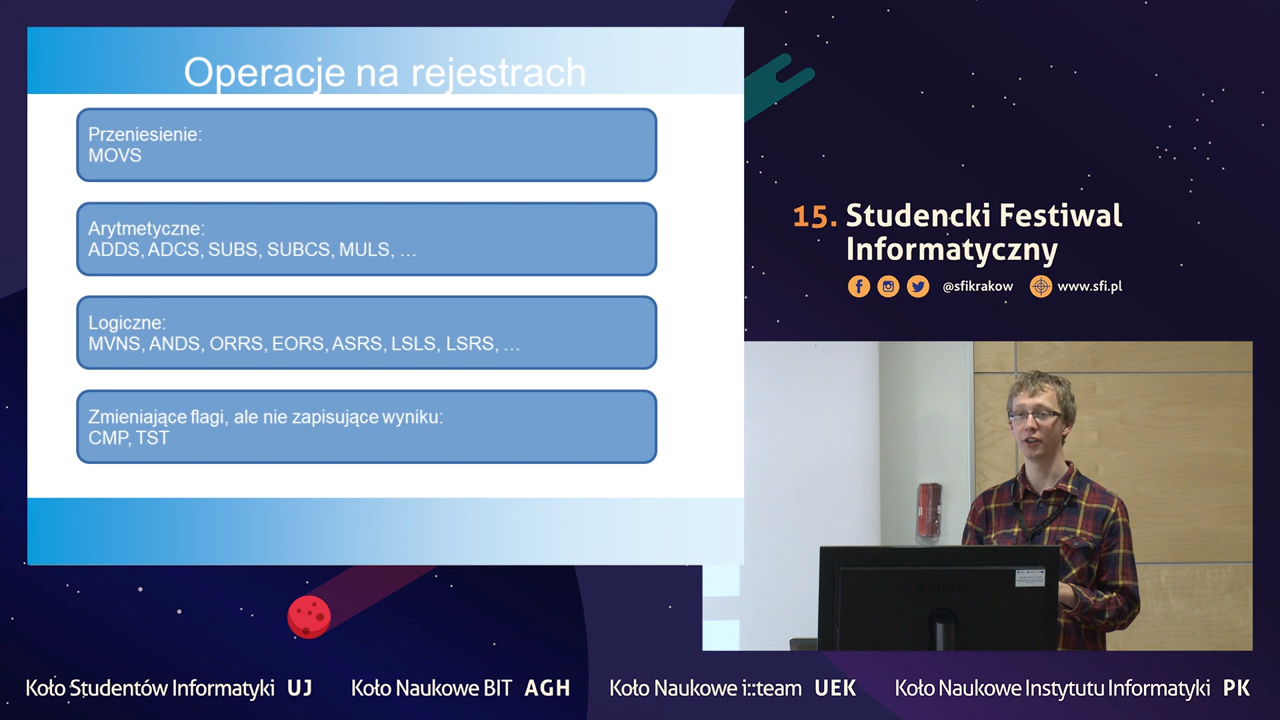 Operacje na rejestrach
Przeniesienie:
MOVS
Arytmetyczne:
ADDS, ADCS, SUBS, SUBCS, MULS, …
Logiczne:
MVNS, ANDS, ORRS, EORS, ASRS, LSLS, LSRS, …
Zmieniające flagi, ale nie zapisujące wyniku:
CMP, TST
15. Studencki Festiwal
Informatyczny
@sfikrakow www.sfi.pl
SAMSUNG
Koło Studentów Informatyki UJ
Koło Naukowe BIT AGH
Koło Naukowe i::team UEK
Koło Naukowe Instytutu Informatyki PK